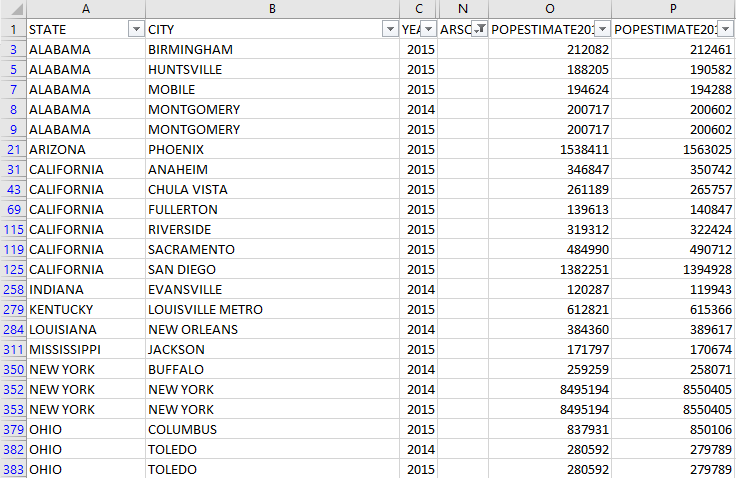 A B C N O P
1 STATE CITY YEA ARSO POPESTIMATE201 POPESTIMATE201
3 ALABAMA BIRMINGHAM 2015 212082 212461
5 ALABAMA HUNTSVILLE 2015 188205 190582
7 ALABAMA MOBILE 2015 194624 194288
8 ALABAMA MONTGOMERY 2014 200717 200602
9 ALABAMA MONTGOMERY 2015 200717 200602
21 ARIZONA PHOENIX 2015 1538411 1563025
31 CALIFORNIA ANAHEIM 2015 346847 350742
43 CALIFORNIA CHULA VISTA 2015 261189 265757
69 CALIFORNIA FULLERTON 2015 139613 140847
115 CALIFORNIA RIVERSIDE 2015 319312 322424
119 CALIFORNIA SACRAMENTO 2015 484990 490712
125 CALIFORNIA SAN DIEGO 2015 1382251 1394928
258 INDIANA EVANSVILLE 2014 120287 119943
279 KENTUCKY LOUISVILLE METRO 2015 612821 615366
284 LOUISIANA NEW ORLEANS 2014 384360 389617
311 MISSISSIPPI JACKSON 2015 171797 170674
350 NEW YORK BUFFALO 2014 259259 258071
352 NEW YORK NEW YORK 2014 8495194 8550405
353 NEW YORK NEW YORK 2015 8495194 8550405
379 OHIO COLUMBUS 2015 837931 850106
382 OHIO TOLEDO 2014 280592 279789
383 OHIO TOLEDO 2015 280592 279789